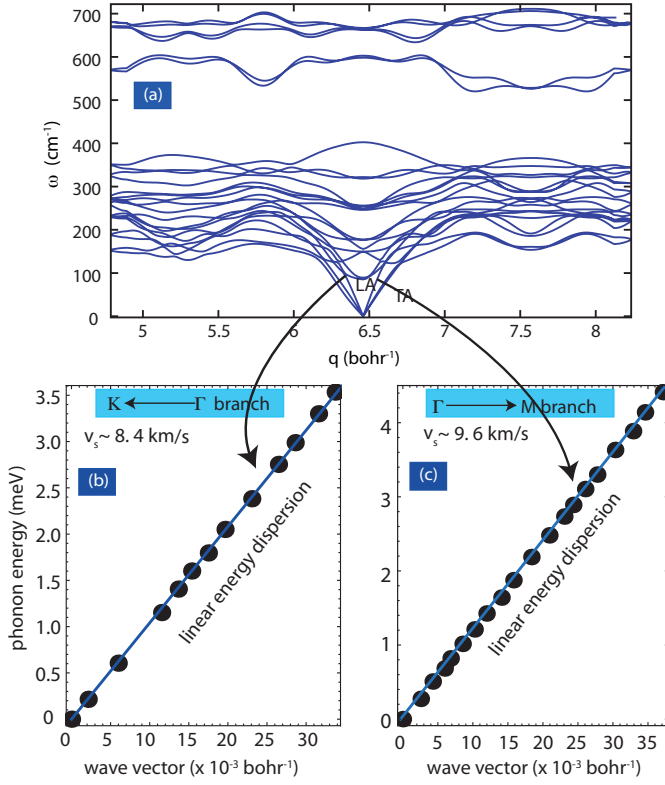 700
600
500
400
300
200
100
0
ω (cm⁻¹)
(a)
LA
TA
5
5.5
6
6.5
7
7.5
8
q (bohr⁻¹)
K ← Γ branch
vₛ~ 8. 4 km/s
(b)
linear energy dispersion
3.5
3.0
2.5
2.0
1.5
1.0
0.5
0
phonon energy (meV)
0 5 10 15 20 25 30
wave vector (x 10⁻³ bohr⁻¹)
Γ → M branch
vₛ~ 9. 6 km/s
(c)
linear energy dispersion
4
3
2
1
0
0 5 10 15 20 25 30 35
wave vector (x 10⁻³ bohr⁻¹)